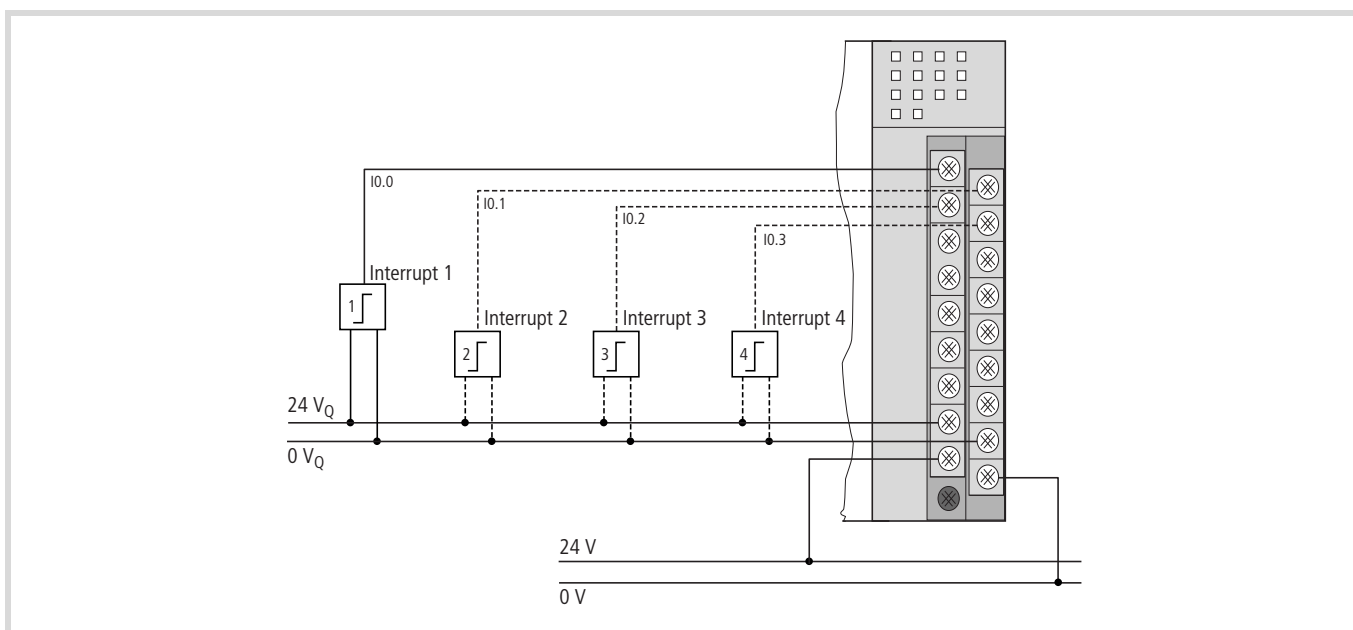 I0.0
I0.1
I0.2
I0.3
Interrupt 1
1
Interrupt 2
2
Interrupt 3
3
Interrupt 4
4
24 VQ
0 VQ
24 V
0 V